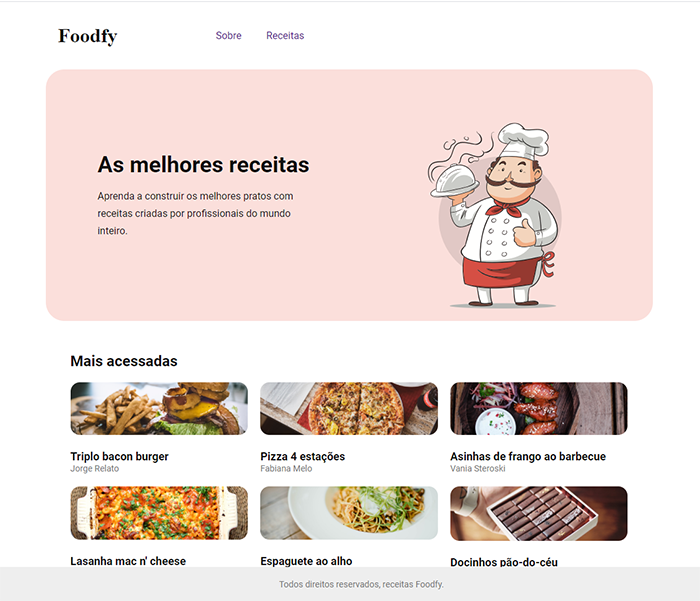 Foodfy
Sobre
Receitas
As melhores receitas
Aprenda a construir os melhores pratos com
receitas criadas por profissionais do mundo
inteiro.
Mais acessadas
Triplo bacon burger
Jorge Relato
Pizza 4 estações
Fabiana Melo
Asinhas de frango ao barbecue
Vania Steroski
Lasanha mac n' cheese
Espaguete ao alho
Docinhos pão-do-céu
Todos direitos reservados, receitas Foodfy.